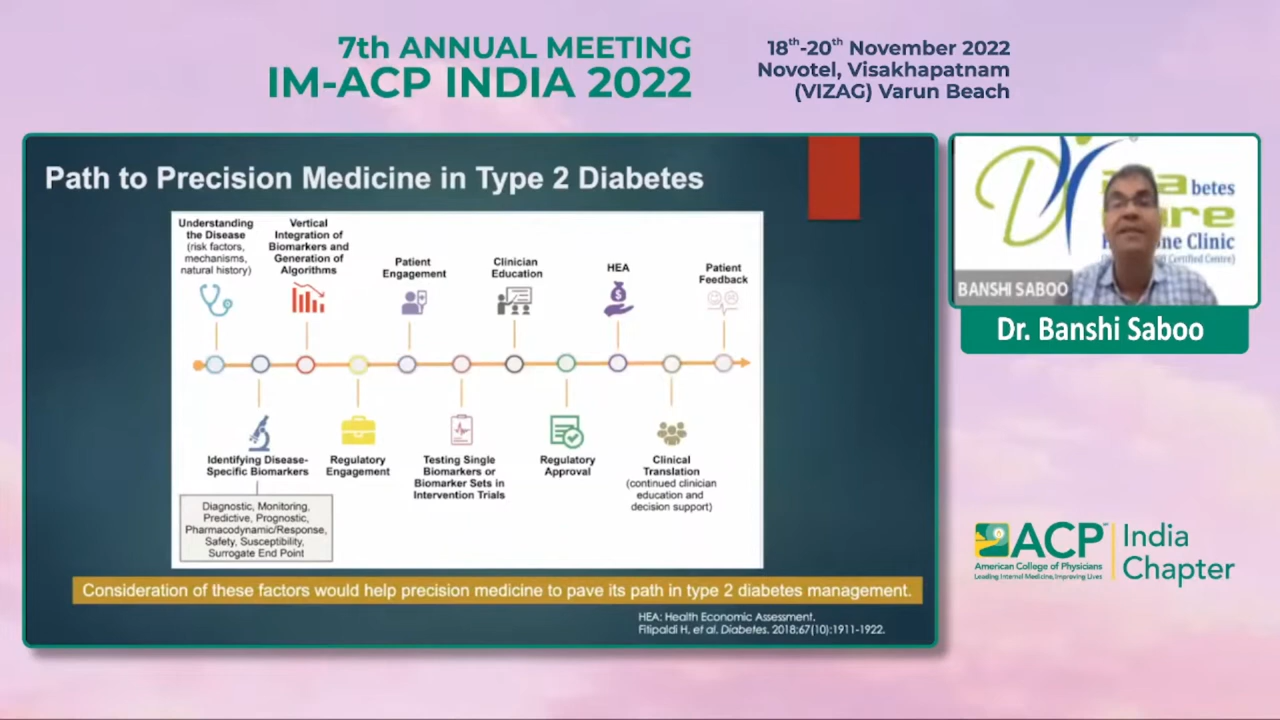 7th ANNUAL MEETING
IM-ACP INDIA 2022
18th-20th November 2022
Novotel, Visakhapatnam
(VIZAG) Varun Beach
Path to Precision Medicine in Type 2 Diabetes
Understanding
the Disease
(risk factors,
mechanisms,
natural history)
Vertical
Integration of
Biomarkers and
Generation of
Algorithms
Patient
Engagement
Clinician
Education
HEA
Patient
Feedback
Identifying Disease-
Specific Biomarkers
Diagnostic, Monitoring,
Predictive, Prognostic,
Pharmacodynamic/Response,
Safety, Susceptibility,
Surrogate End Point
Regulatory
Engagement
Testing Single
Biomarkers or
Biomarker Sets in
Intervention Trials
Regulatory
Approval
Clinical
Translation
(continued clinician
education and
decision support)
Consideration of these factors would help precision medicine to pave its path in type 2 diabetes management.
HEA: Health Economic Assessment.
Fitipaldi H, et al. Diabetes. 2018;67(10):1911-1922.
betes
ne Clinic
BANSHI SABOO
Dr. Banshi Saboo
ACP
American College of Physicians
Leading Internal Medicine, Improving Lives
India
Chapter